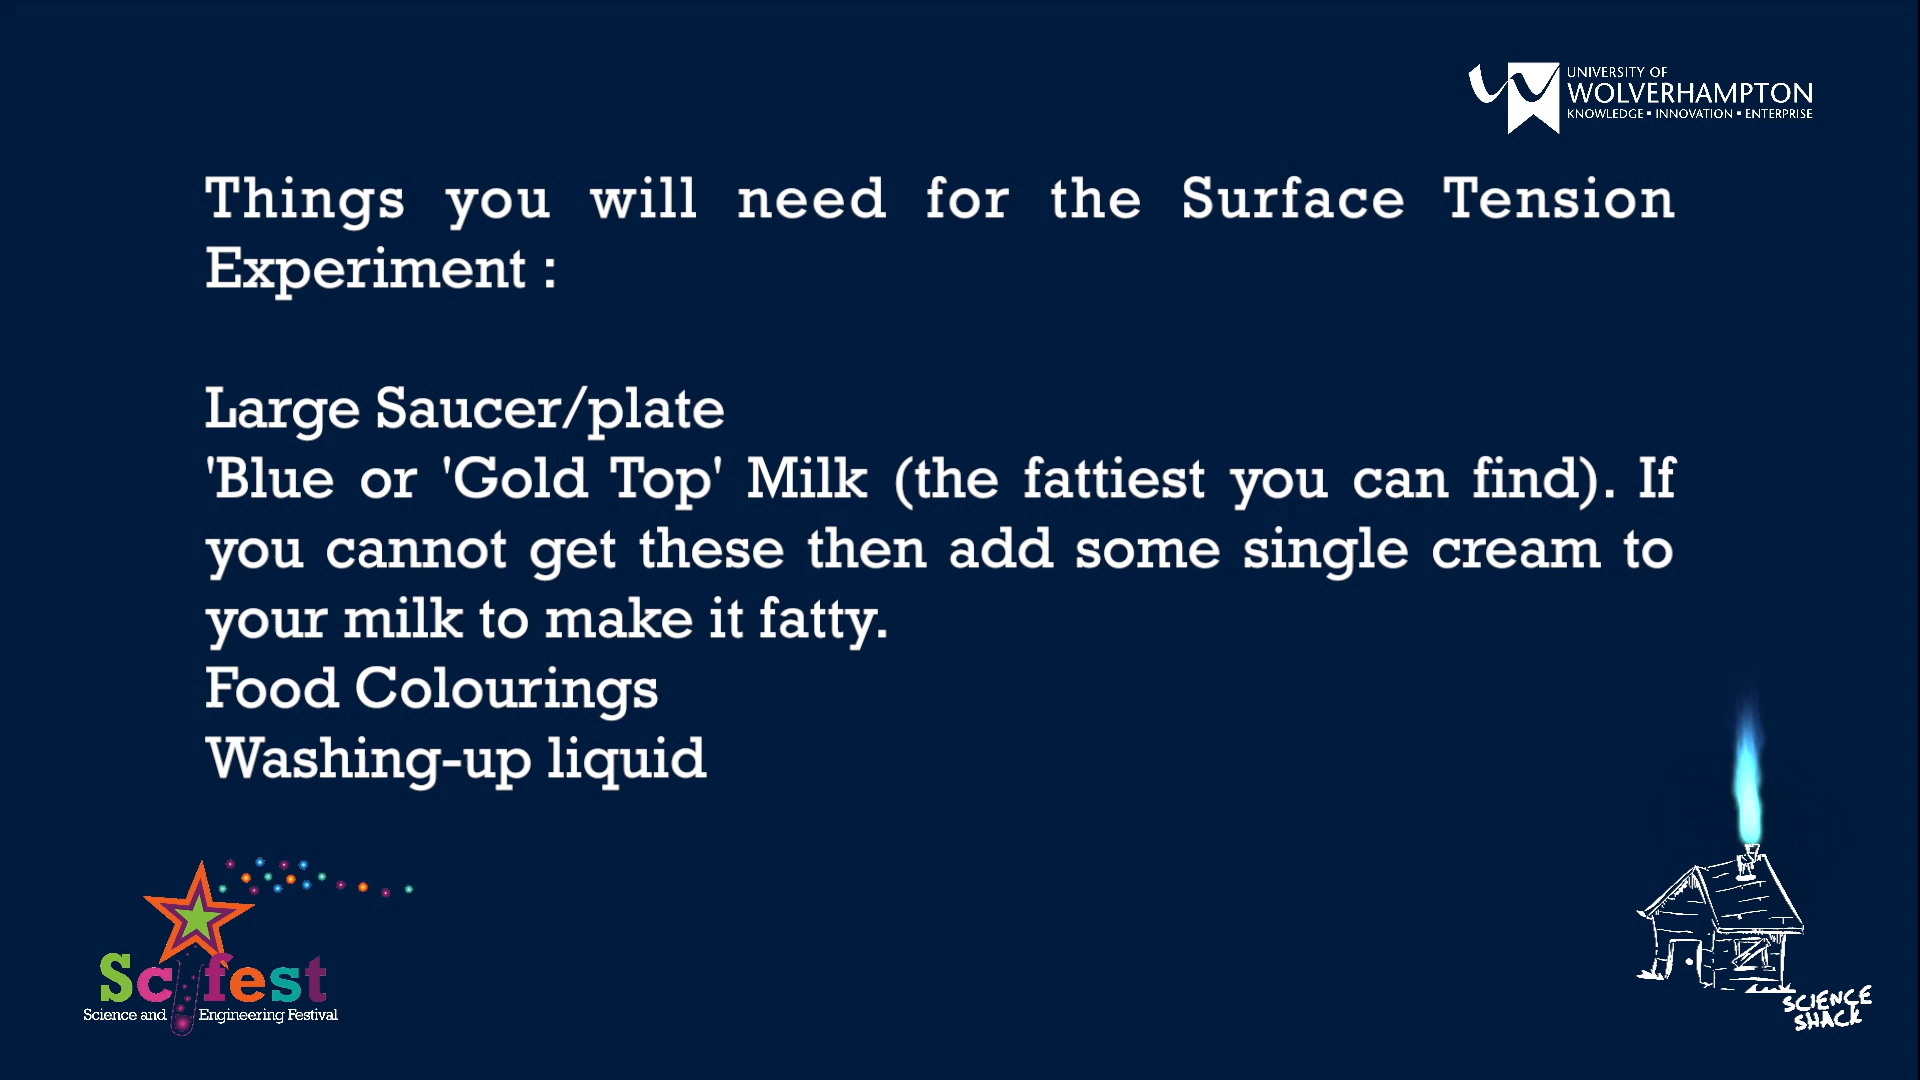 UNIVERSITY OF
WOLVERHAMPTON
KNOWLEDGE ▪ INNOVATION ▪ ENTERPRISE
Things you will need for the Surface Tension
Experiment :
Large Saucer/plate
'Blue or 'Gold Top' Milk (the fattiest you can find). If
you cannot get these then add some single cream to
your milk to make it fatty.
Food Colourings
Washing-up liquid
Scifest
Science and Engineering Festival
SCIENCE
SHACK